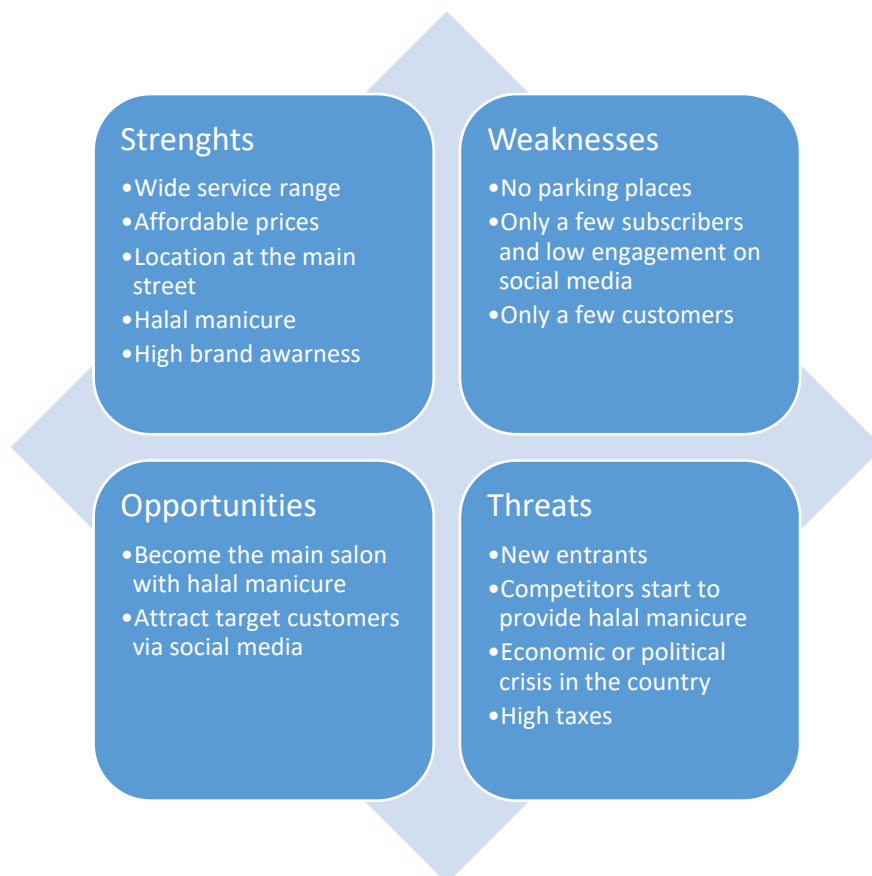 Strenghts
•Wide service range
•Affordable prices
•Location at the main
street
•Halal manicure
•High brand awarness
Weaknesses
•No parking places
•Only a few subscribers
and low engagement on
social media
•Only a few customers
Opportunities
•Become the main salon
with halal manicure
•Attract target customers
via social media
Threats
•New entrants
•Competitors start to
provide halal manicure
•Economic or political
crisis in the country
•High taxes